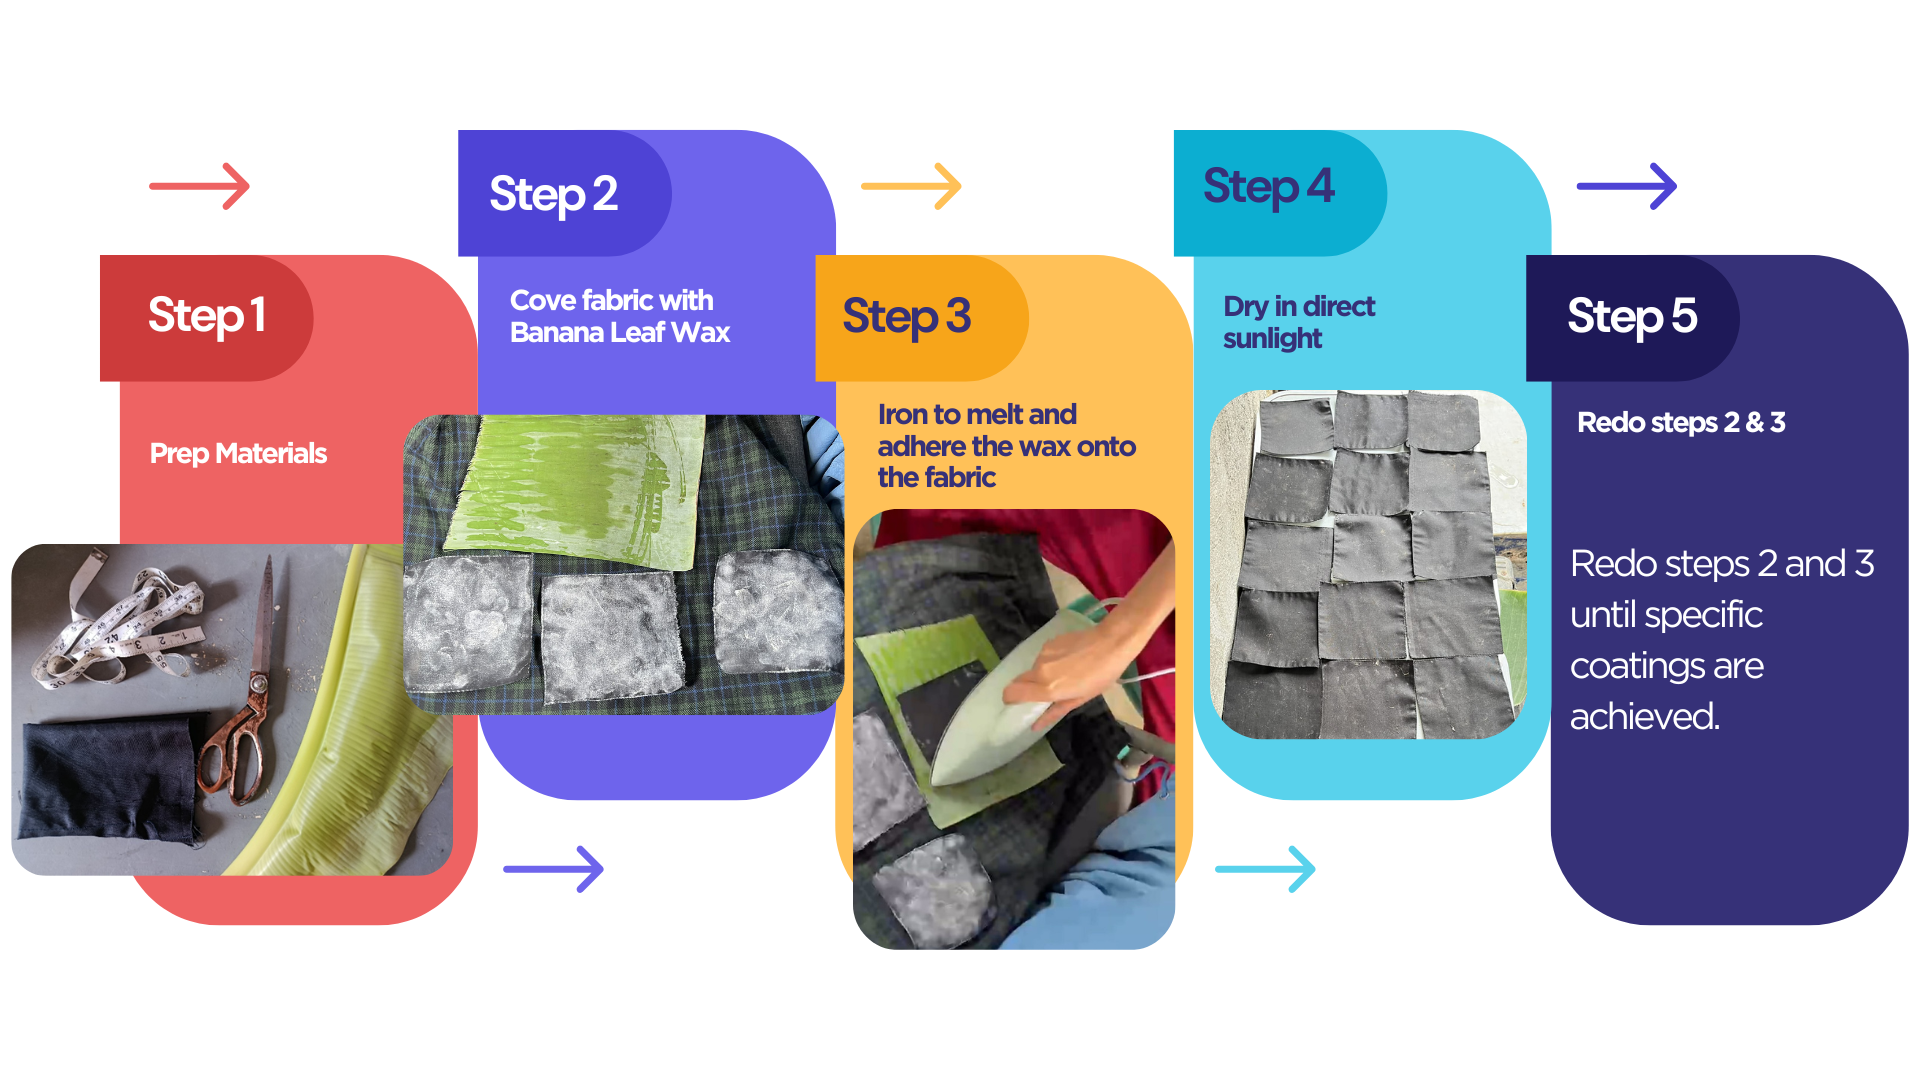 Step 1
Prep Materials
Step 2
Cove fabric with
Banana Leaf Wax
Step 3
Iron to melt and
adhere the wax onto
the fabric
Step 4
Dry in direct
sunlight
Step 5
Redo steps 2 & 3
Redo steps 2 and 3
until specific
coatings are
achieved.